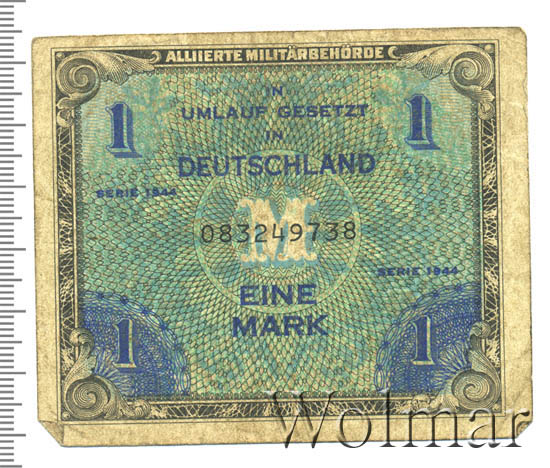 ALLIIERTE MILITÄRBEHÖRDE
1 1
IN
UMLAUF GESETZT
IN
DEUTSCHLAND
SERIE 1944
M
083249738
SERIE 1944
EINE
MARK
1 1
Wolmar